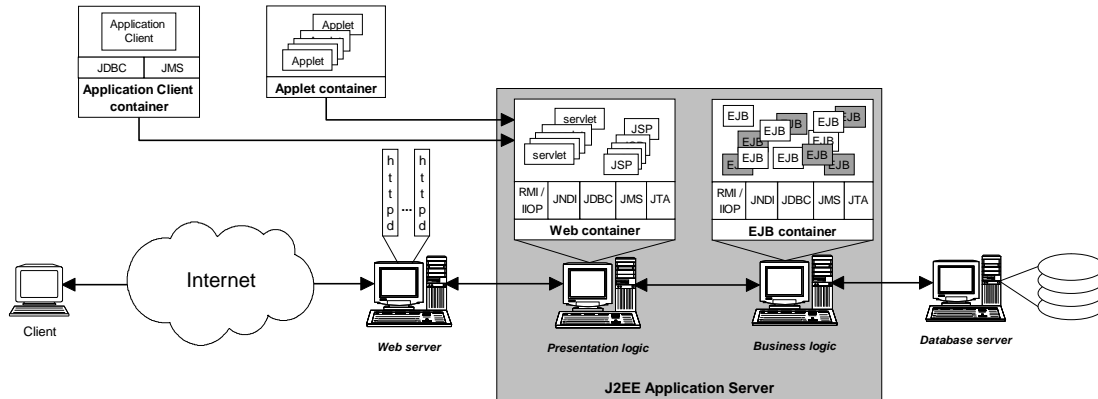 Application
Client
JDBC
JMS
Application Client
container
Applet
Applet
Applet container
h
t
t
p
d
...
h
t
t
p
d
servlet
servlet
JSP
JSP
RMI /
IIOP
JNDI
JDBC
JMS
JTA
Web container
EJB
EJB
EJB
EJB
EJB
EJB
EJB
EJB
EJB
EJB
RMI /
IIOP
JNDI
JDBC
JMS
JTA
EJB container
Internet
Client
Web server
Presentation logic
Business logic
Database server
J2EE Application Server